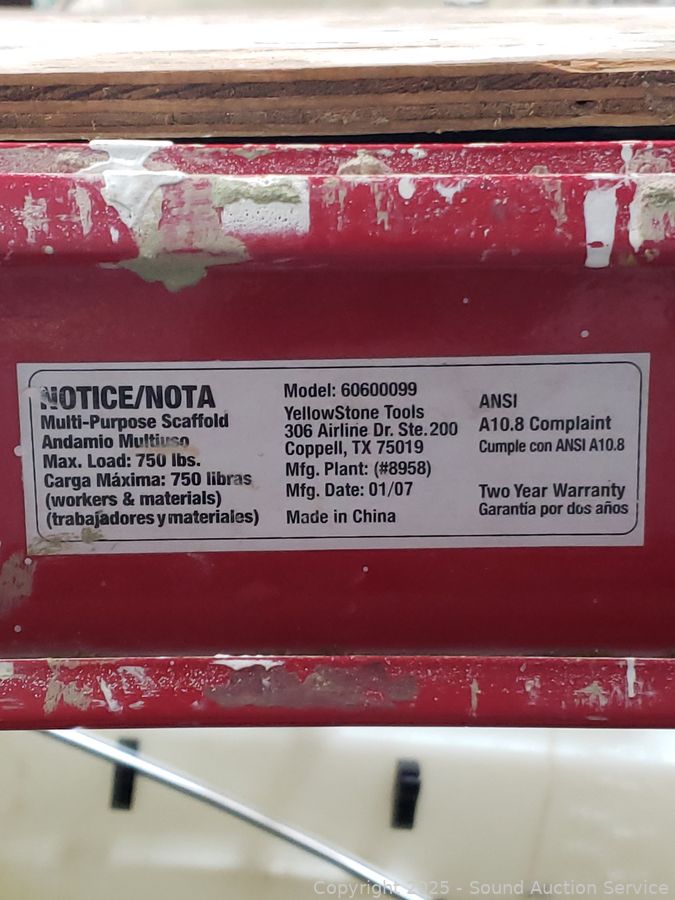 NOTICE/NOTA
Multi-Purpose Scaffold
Andamio Multiuso
Max. Load: 750 lbs.
Carga Máxima: 750 libras
(workers & materials)
(trabajadores y materiales)
Model: 60600099
YellowStone Tools
306 Airline Dr. Ste.200
Coppell, TX 75019
Mfg. Plant: (#8958)
Mfg. Date: 01/07
Made in China
ANSI
A10.8 Complaint
Cumple con ANSI A10.8
Two Year Warranty
Garantía por dos años
Copyright 2025 - Sound Auction Service